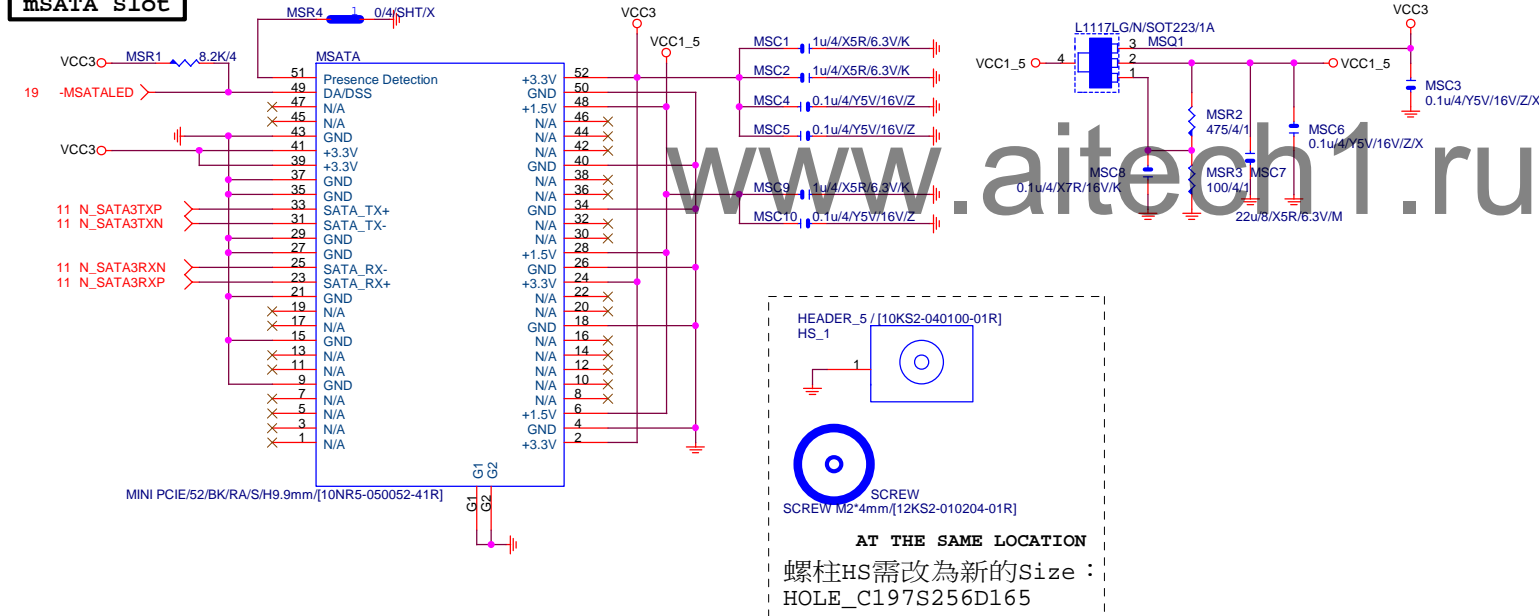 mSATA Slot
MSR4 1 0/4/SHT/X
VCC3 MSR1 8.2K/4
19 -MSATALED
MSATA
51 Presence Detection
49 DA/DSS
47 N/A
45 N/A
43 GND
VCC3 41 +3.3V
39 +3.3V
37 GND
35 GND
11 N_SATA3TXP 33 SATA_TX+
11 N_SATA3TXN 31 SATA_TX-
29 GND
27 GND
11 N_SATA3RXN 25 SATA_RX-
11 N_SATA3RXP 23 SATA_RX+
21 GND
19 N/A
17 N/A
15 GND
13 N/A
11 N/A
9 GND
7 N/A
5 N/A
3 N/A
1 N/A
+3.3V 52
GND 50
+1.5V 48
N/A 46
N/A 44
N/A 42
GND 40
N/A 38
N/A 36
GND 34
N/A 32
N/A 30
+1.5V 28
GND 26
+3.3V 24
N/A 22
N/A 20
GND 18
N/A 16
N/A 14
N/A 12
N/A 10
N/A 8
+1.5V 6
GND 4
+3.3V 2
G1 G2
G1 G2
MINI PCIE/52/BK/RA/S/H9.9mm/[10NR5-050052-41R]
VCC3
VCC1_5
MSC1 1u/4/X5R/6.3V/K
MSC2 1u/4/X5R/6.3V/K
MSC4 0.1u/4/Y5V/16V/Z
MSC5 0.1u/4/Y5V/16V/Z
MSC9 1u/4/X5R/6.3V/K
MSC10 0.1u/4/Y5V/16V/Z
L1117LG/N/SOT223/1A
MSQ1
VCC1_5 4 3 2 1
VCC1_5
VCC3
MSC3
0.1u/4/Y5V/16V/Z/X
MSR2
475/4/1
MSC6
0.1u/4/Y5V/16V/Z/X
MSC8
0.1u/4/X7R/16V/K
MSR3
100/4/1
MSC7
22u/8/X5R/6.3V/M
www.aitech1.ru
HEADER_5 / [10KS2-040100-01R]
HS_1
1
SCREW
SCREW M2*4mm/[12KS2-010204-01R]
AT THE SAME LOCATION
螺柱HS需改為新的Size：
HOLE_C197S256D165